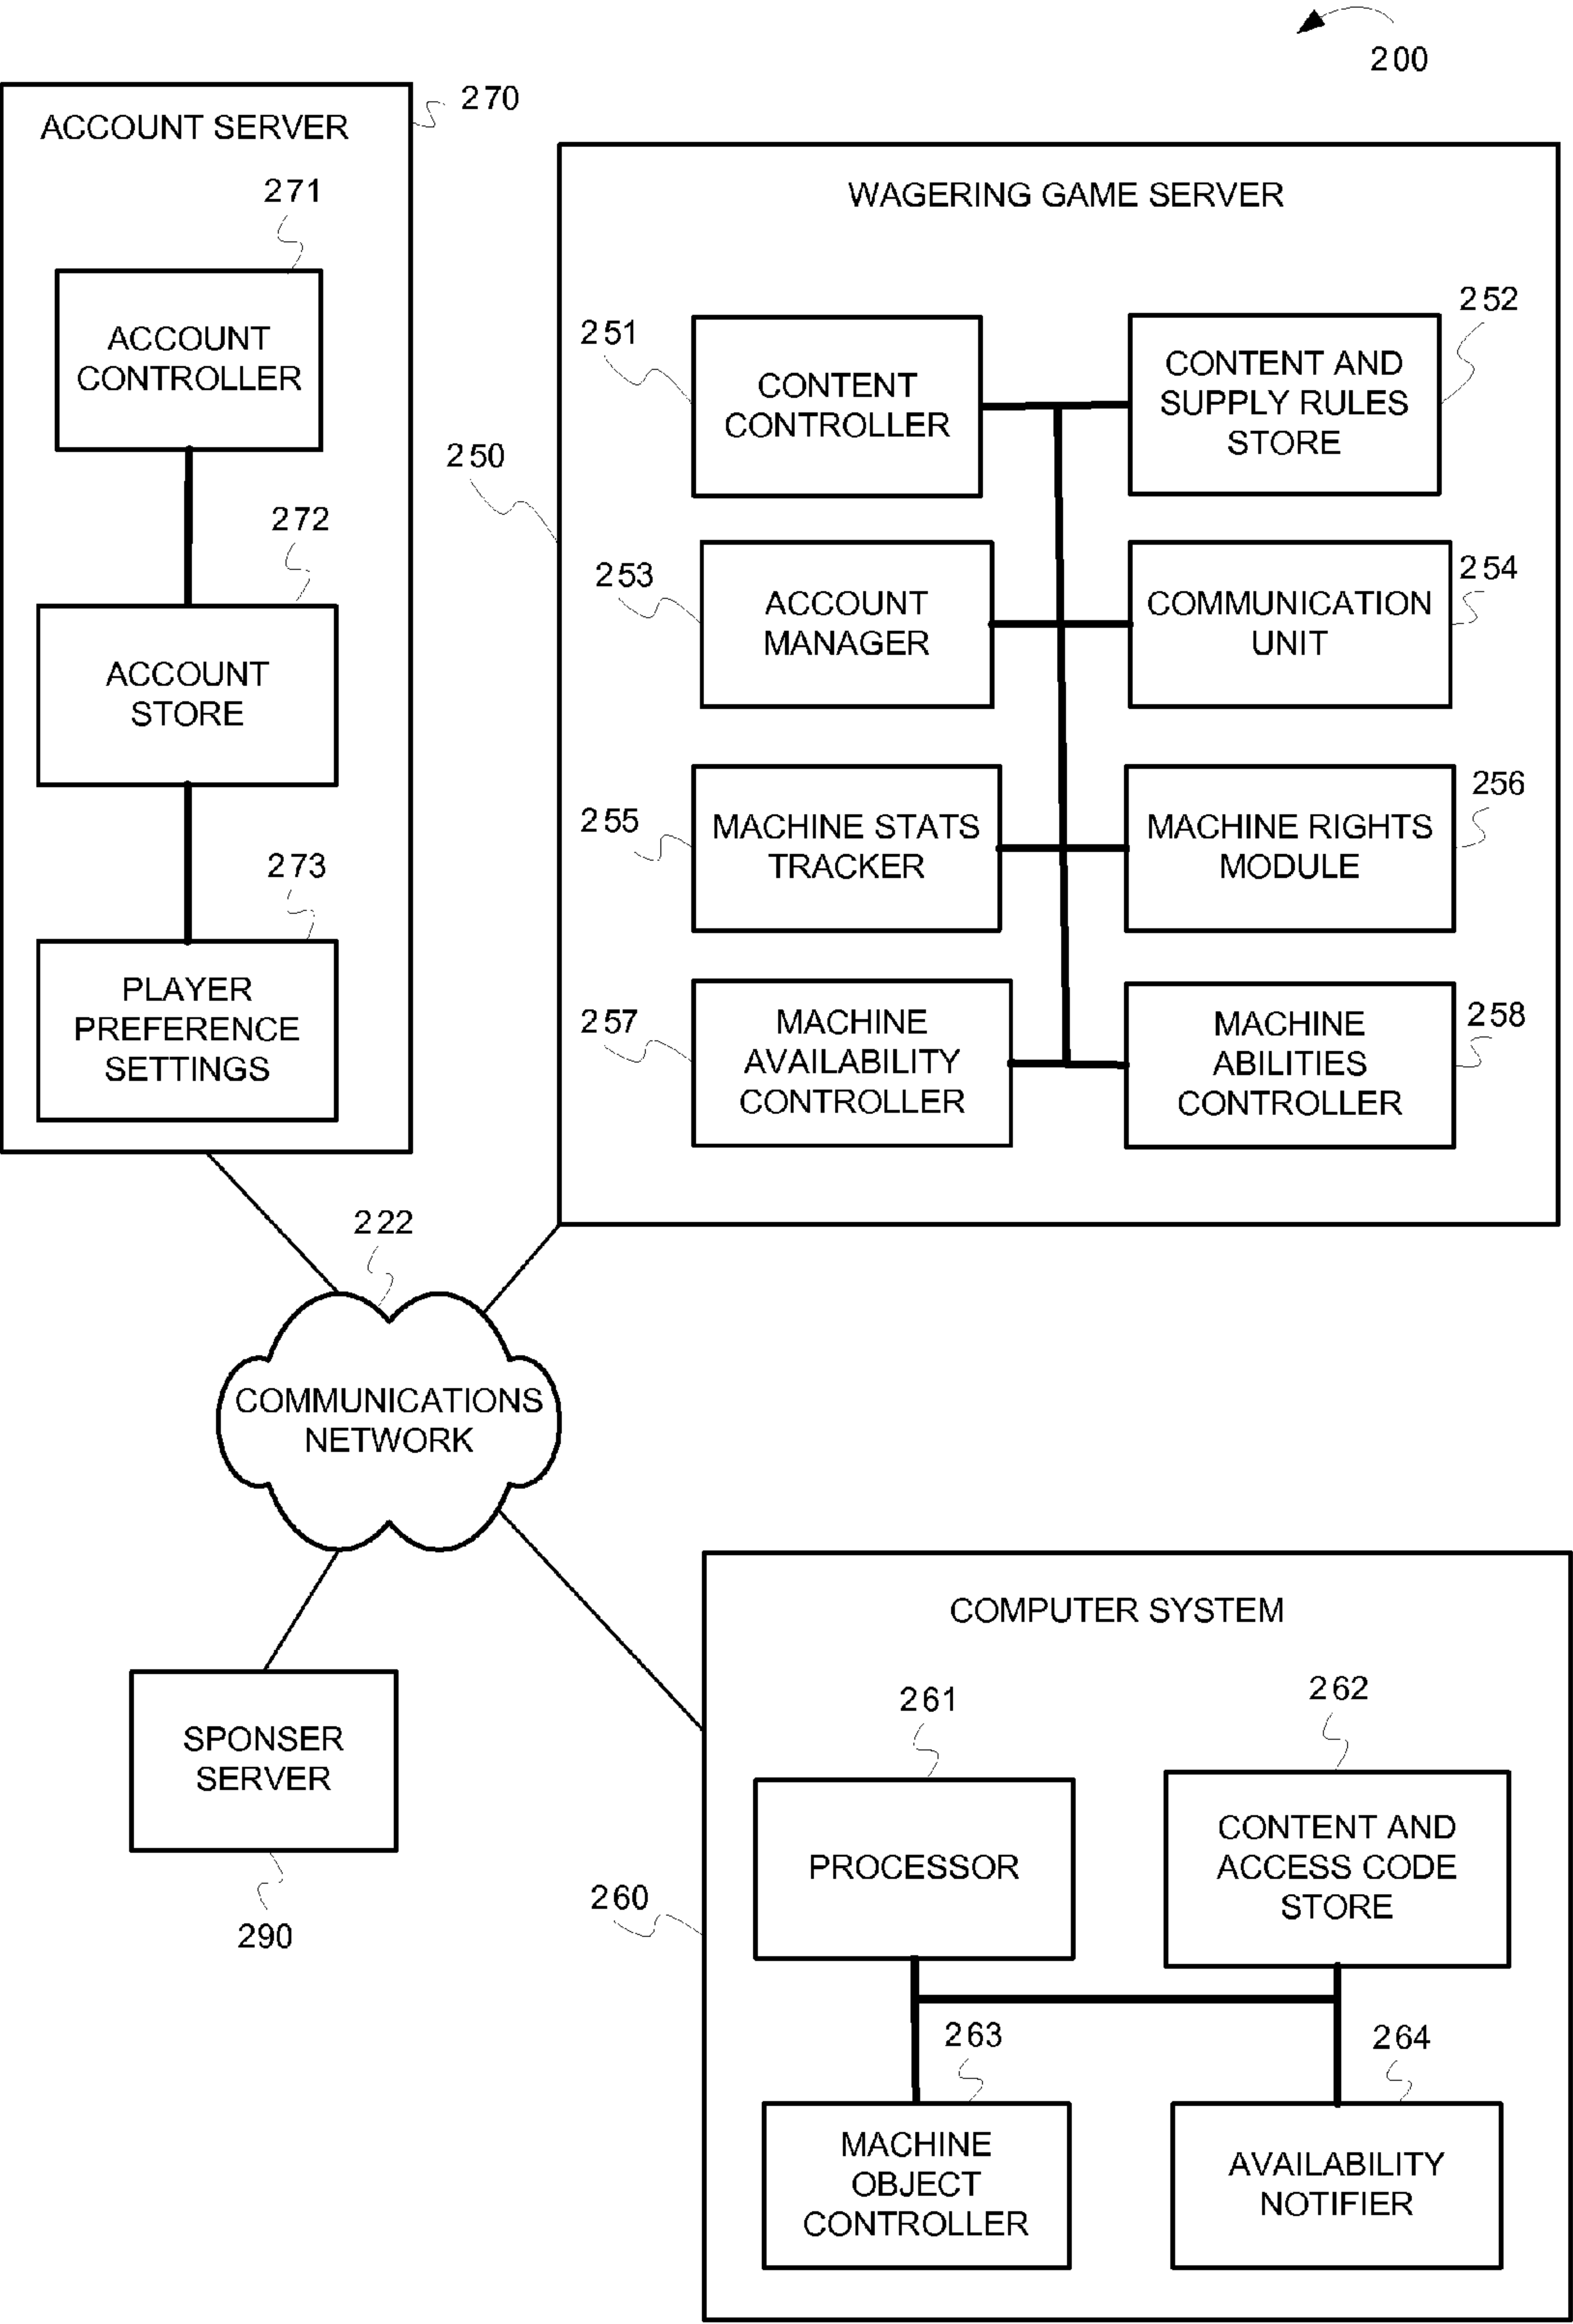 200
270
ACCOUNT SERVER
271
ACCOUNT
CONTROLLER
272
ACCOUNT
STORE
273
PLAYER
PREFERENCE
SETTINGS
250
WAGERING GAME SERVER
251
CONTENT
CONTROLLER
252
CONTENT AND
SUPPLY RULES
STORE
253
ACCOUNT
MANAGER
254
COMMUNICATION
UNIT
255
MACHINE STATS
TRACKER
256
MACHINE RIGHTS
MODULE
257
MACHINE
AVAILABILITY
CONTROLLER
258
MACHINE
ABILITIES
CONTROLLER
222
COMMUNICATIONS
NETWORK
SPONSER
SERVER
290
260
COMPUTER SYSTEM
261
PROCESSOR
262
CONTENT AND
ACCESS CODE
STORE
263
MACHINE
OBJECT
CONTROLLER
264
AVAILABILITY
NOTIFIER